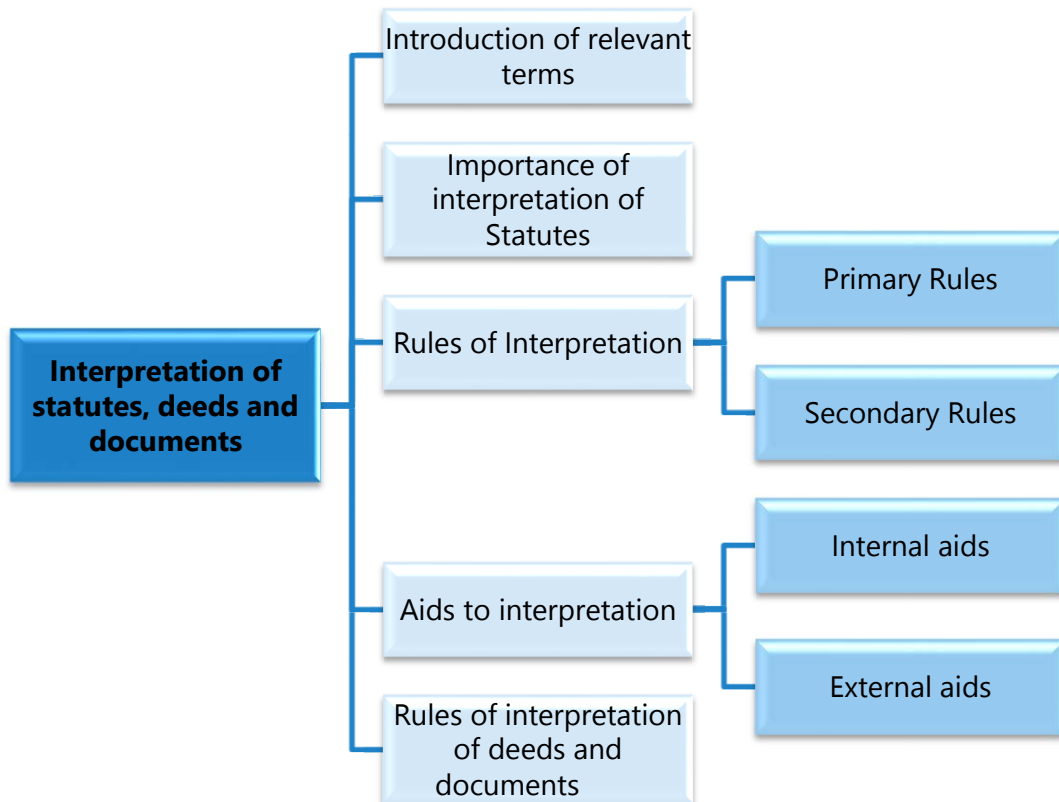 Introduction of relevant
terms
Importance of
interpretation of
Statutes
Primary Rules
Rules of Interpretation
Interpretation of
statutes, deeds and
documents
Secondary Rules
Internal aids
Aids to interpretation
External aids
Rules of interpretation
of deeds and
documents